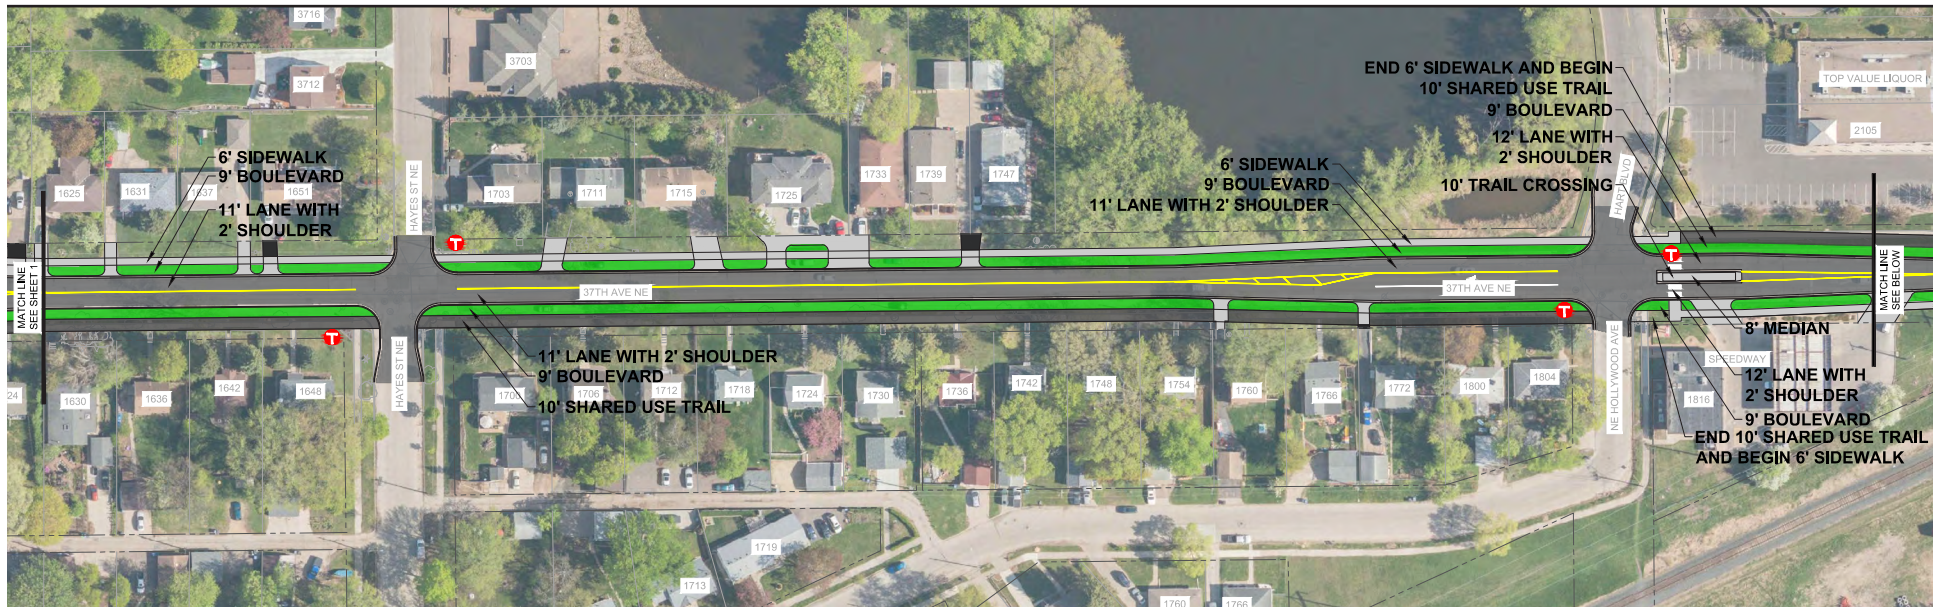 3716
3703
3712
END 6' SIDEWALK AND BEGIN
10' SHARED USE TRAIL
9' BOULEVARD
12' LANE WITH
2' SHOULDER
10' TRAIL CROSSING
TOP VALUE LIQUOR
2105
HART BLVD
6' SIDEWALK
9' BOULEVARD
11' LANE WITH
2' SHOULDER
1625
1631
1637
1651
HAYES ST NE
1703
1711
1715
1725
1733
1739
1747
6' SIDEWALK
9' BOULEVARD
11' LANE WITH 2' SHOULDER
MATCH LINE
SEE SHEET 1
T
T
37TH AVE NE
37TH AVE NE
T
T
MATCH LINE
SEE BELOW
11' LANE WITH 2' SHOULDER
9' BOULEVARD
10' SHARED USE TRAIL
8' MEDIAN
SPEEDWAY
12' LANE WITH
2' SHOULDER
9' BOULEVARD
END 10' SHARED USE TRAIL
AND BEGIN 6' SIDEWALK
24
1630
1636
1642
1648
HAYES ST NE
1706
1712
1718
1724
1730
1736
1742
1748
1754
1760
1766
1772
1800
1804
NE HOLLYWOOD AVE
1816
1719
1713
1760
1766